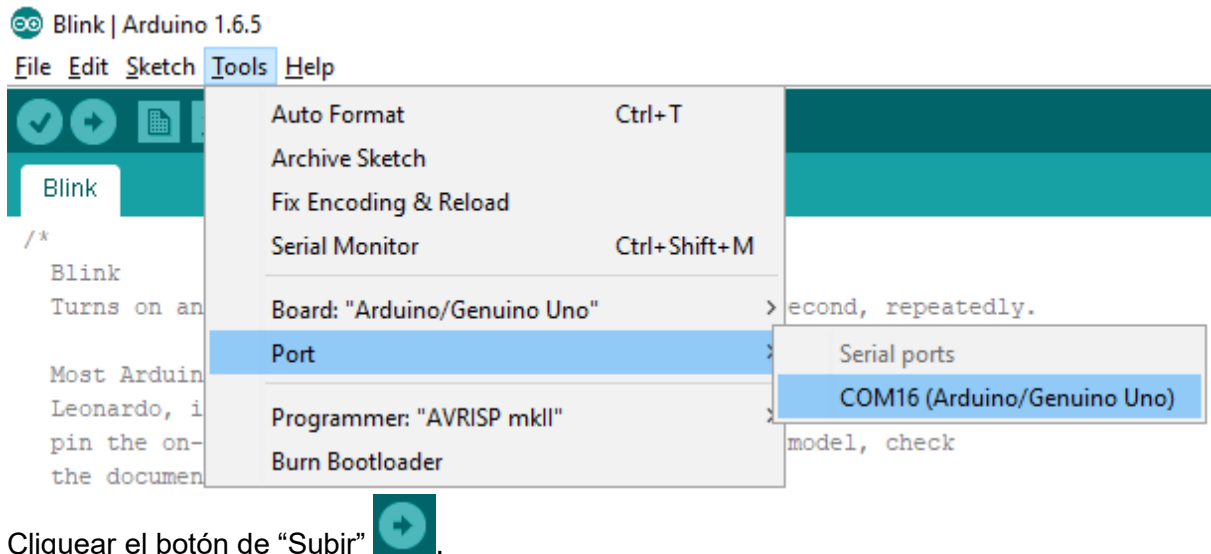 Blink | Arduino 1.6.5
File Edit Sketch Tools Help
Auto Format Ctrl+T
Archive Sketch
Blink
Fix Encoding & Reload
/*
Serial Monitor Ctrl+Shift+M
Blink
Turns on an Board: "Arduino/Genuino Uno" > econd, repeatedly.
Port > Serial ports
Most Arduin
COM16 (Arduino/Genuino Uno)
Leonardo, i Programmer: "AVRISP mkII" >
pin the on- model, check
Burn Bootloader
the documen
Cliquear el botón de “Subir” .